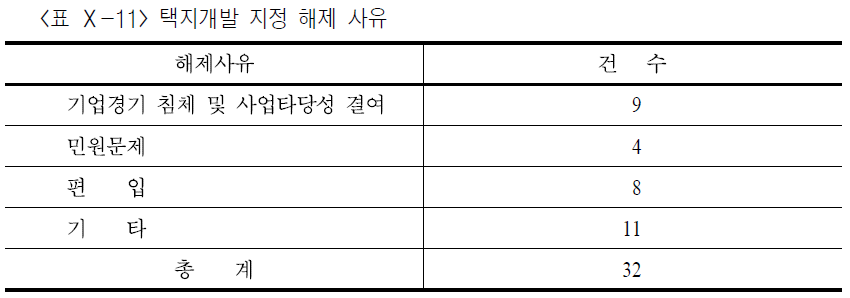 <표 Ⅹ-11> 택지개발 지정 해제 사유
해제사유 건 수
기업경기 침체 및 사업타당성 결여 9
민원문제 4
편 입 8
기 타 11
총 계 32